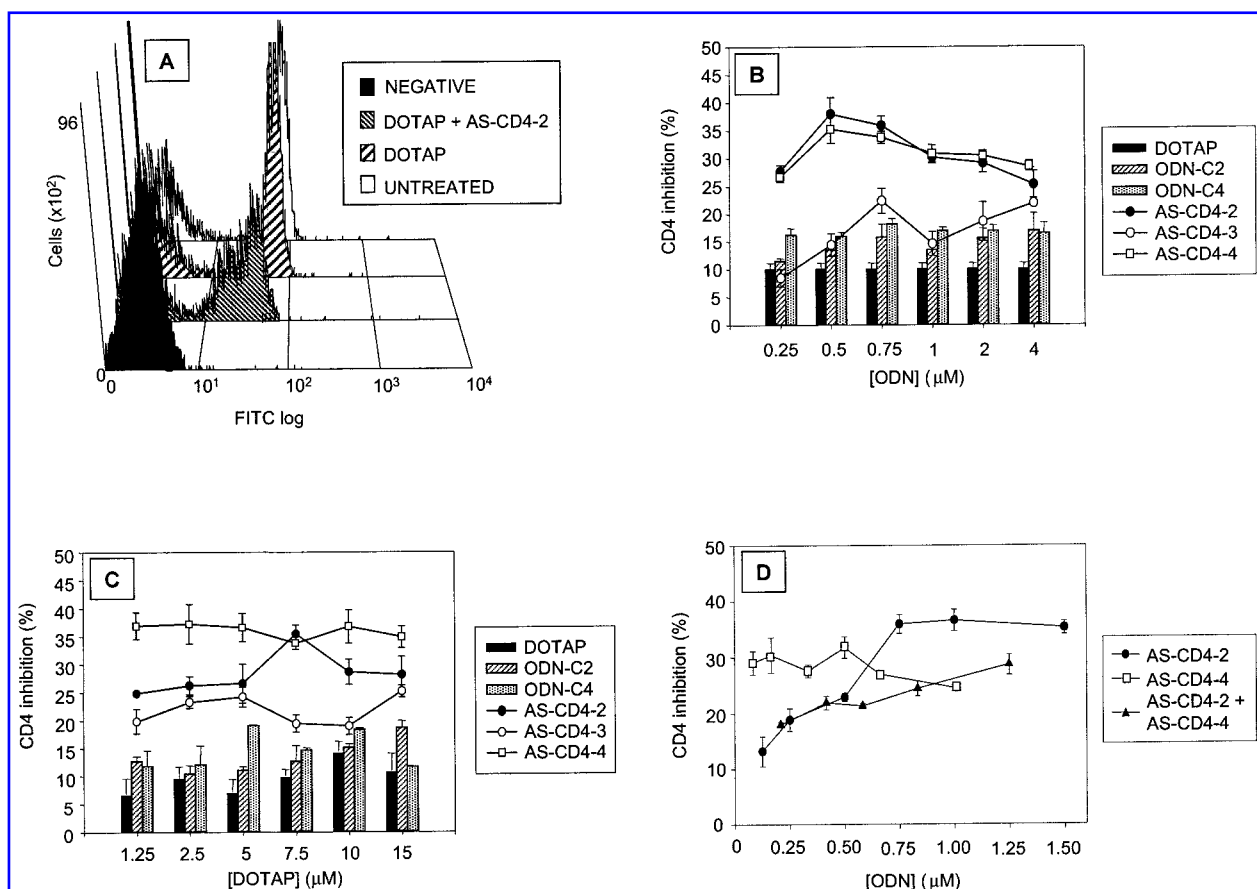 A
96
Cells (x10²)
0
0
10¹
10²
10³
10⁴
FITC log
NEGATIVE
DOTAP + AS-CD4-2
DOTAP
UNTREATED
B
50
45
40
35
30
25
20
15
10
5
0
CD4 inhibition (%)
0.25 0.5 0.75 1 2 4
[ODN] (µM)
DOTAP
ODN-C2
ODN-C4
AS-CD4-2
AS-CD4-3
AS-CD4-4
C
50
45
40
35
30
25
20
15
10
5
0
CD4 inhibition (%)
1.25 2.5 5 7.5 10 15
[DOTAP] (µM)
DOTAP
ODN-C2
ODN-C4
AS-CD4-2
AS-CD4-3
AS-CD4-4
D
50
40
30
20
10
0
CD4 inhibition (%)
0 0.25 0.50 0.75 1.00 1.25 1.50
[ODN] (µM)
AS-CD4-2
AS-CD4-4
AS-CD4-2 +
AS-CD4-4